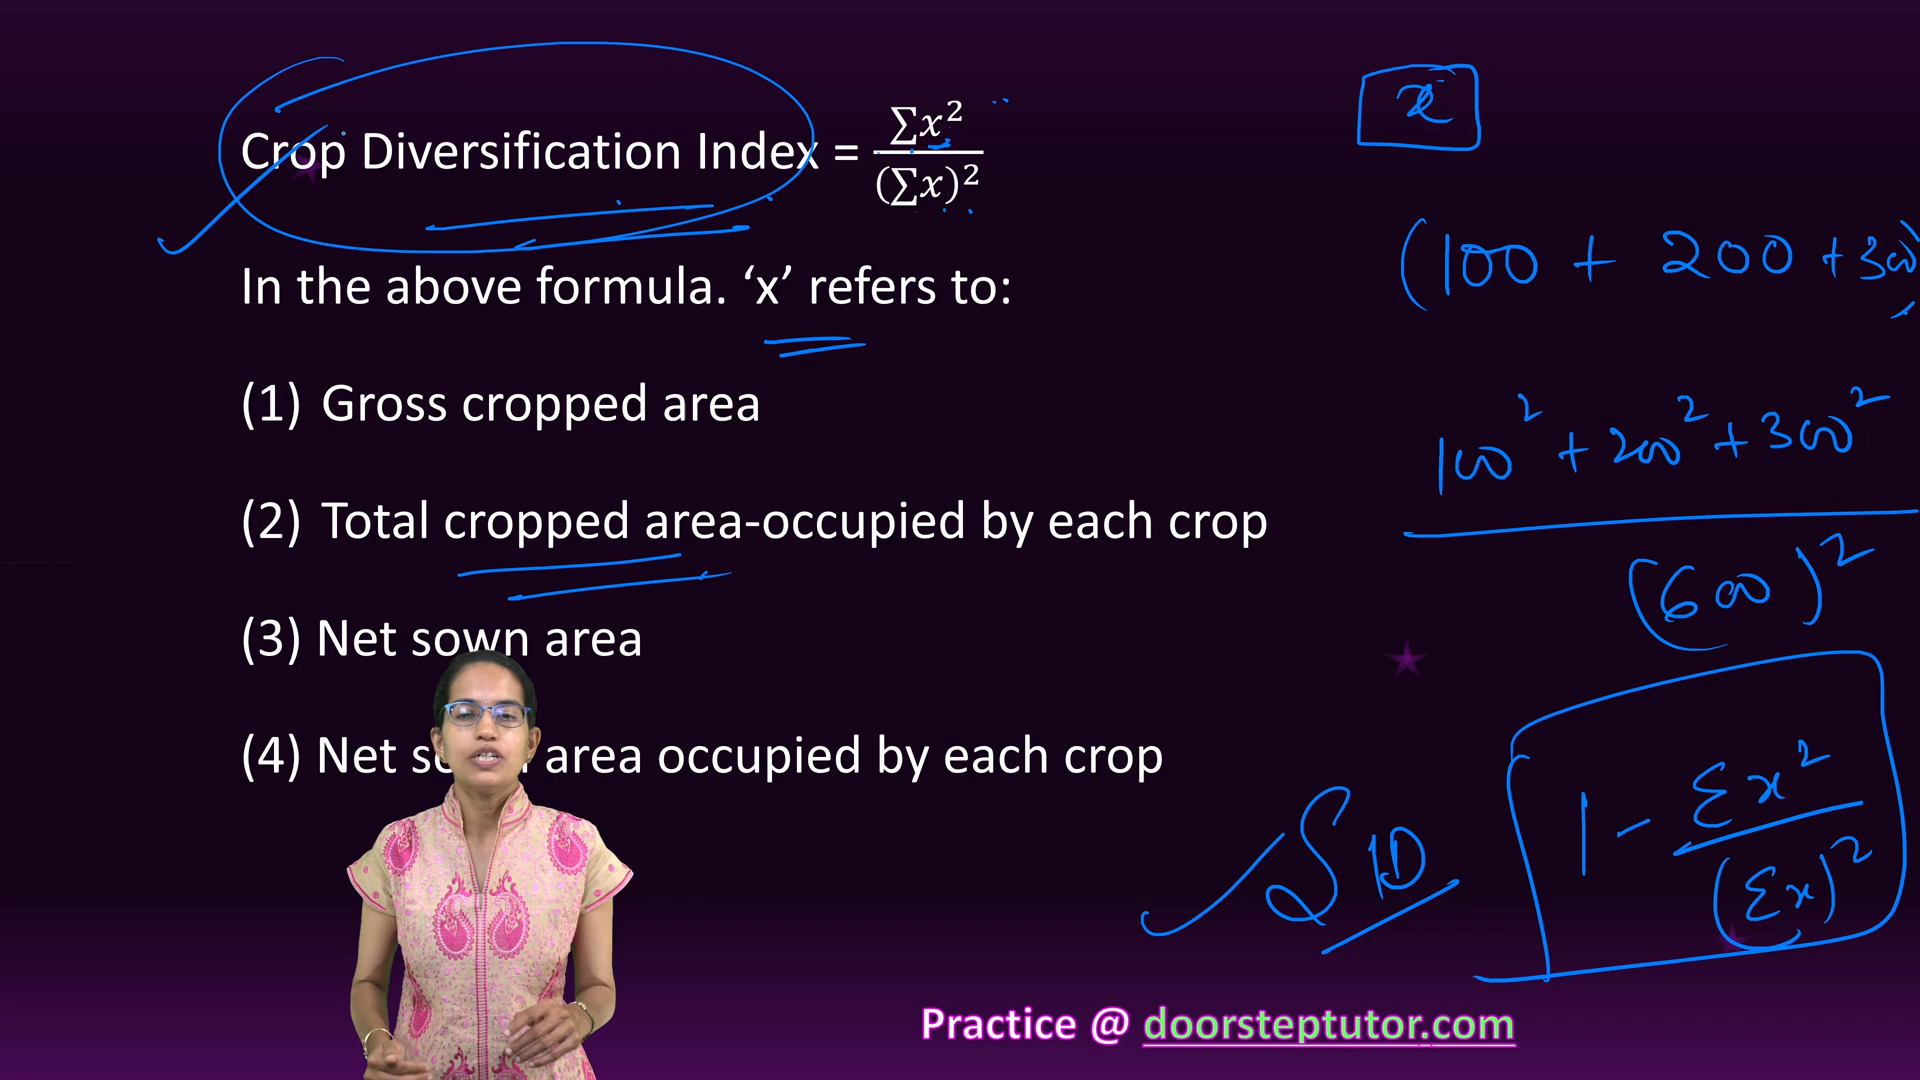 Crop Diversification Index = ∑x² / (∑x)²
In the above formula. ‘x’ refers to:
(1) Gross cropped area
(2) Total cropped area-occupied by each crop
(3) Net sown area
(4) Net area occupied by each crop
x
(100 + 200 + 300)
100² + 200² + 300²
(600)²
SID
1 - Σx² / (Σx)²
Practice @ doorsteptutor.com